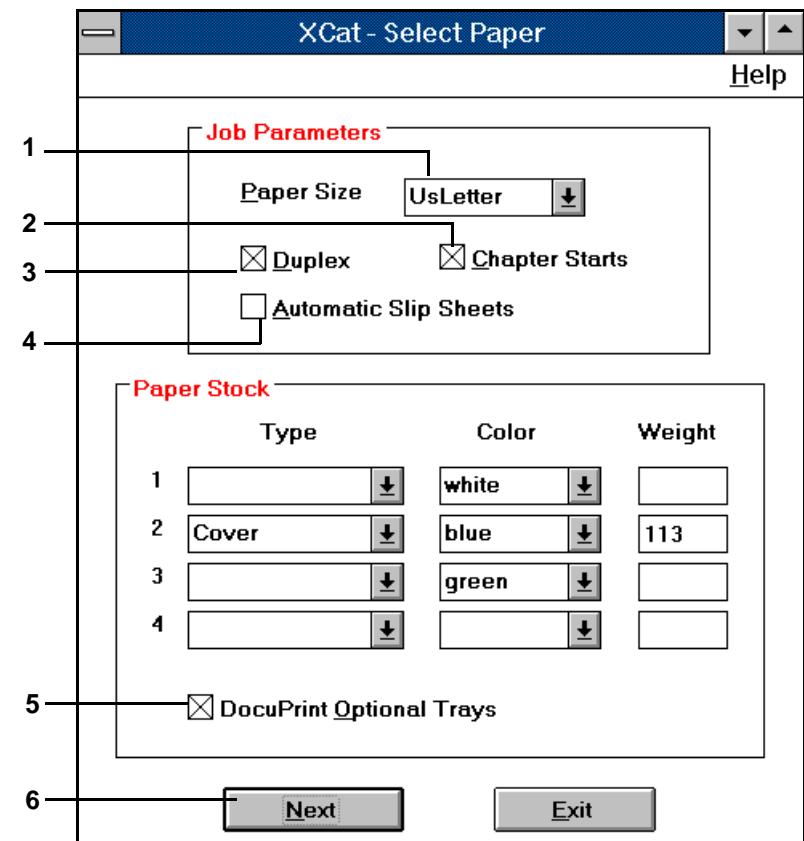 XCat - Select Paper
Help
Job Parameters
1
Paper Size UsLetter
2
3 Duplex Chapter Starts
4 Automatic Slip Sheets
Paper Stock
Type Color Weight
1 white
2 Cover blue 113
3 green
4
5 DocuPrint Optional Trays
6 Next Exit